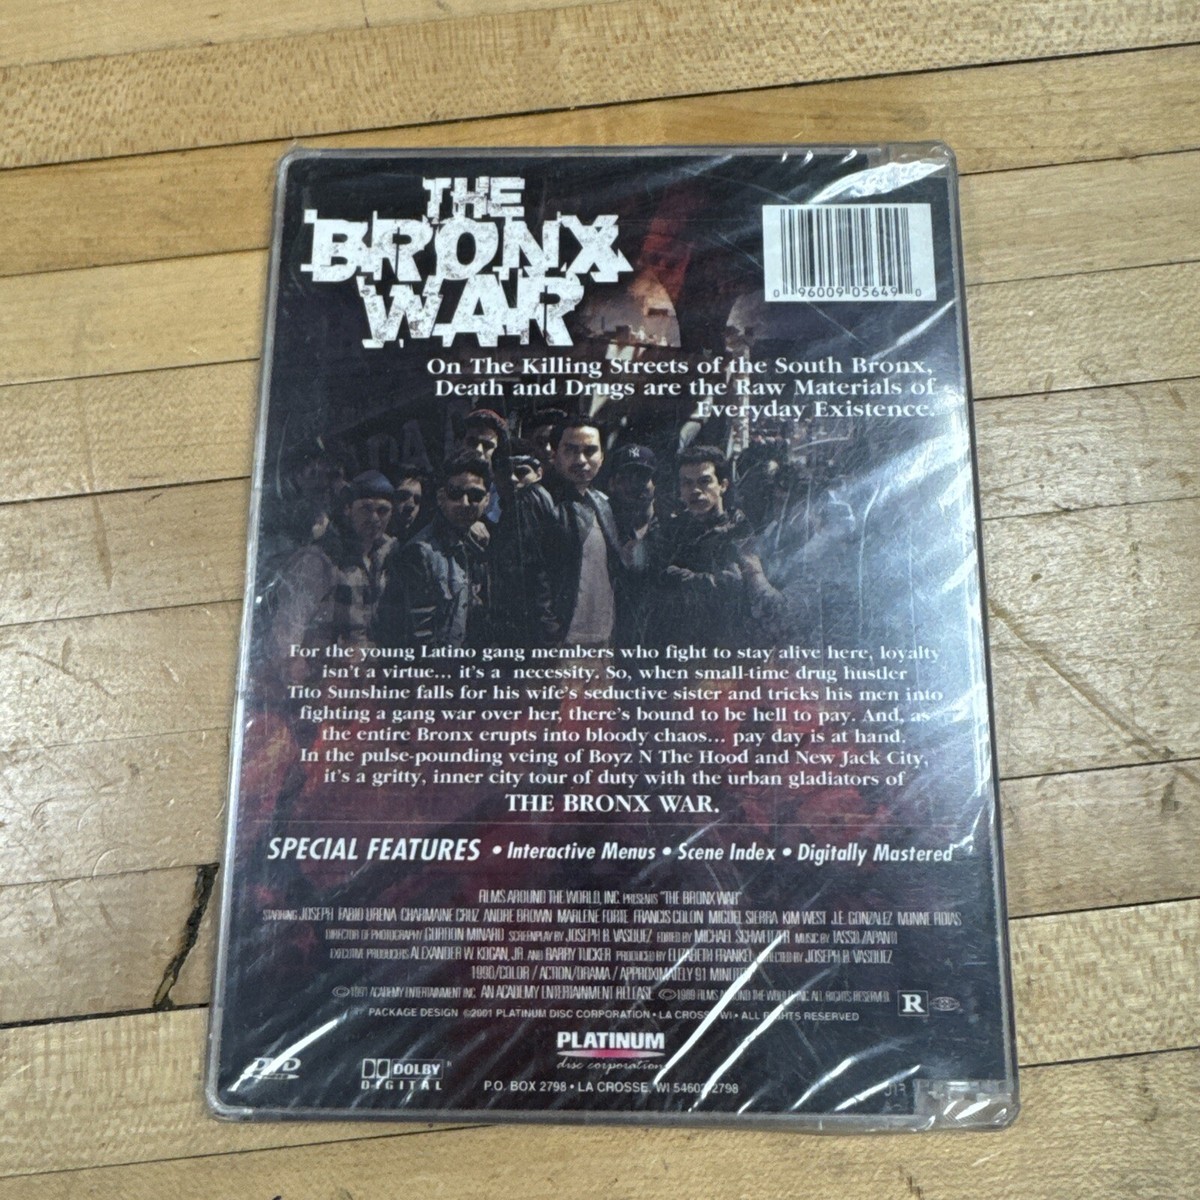 THE
BRONX
WAR
0 96009 05649 0
On The Killing Streets of the South Bronx,
Death and Drugs are the Raw Materials of
Everyday Existence.
For the young Latino gang members who fight to stay alive here, loyalty
isn't a virtue... it's a necessity. So, when small-time drug hustler
Tito Sunshine falls for his wife's seductive sister and tricks his men into
fighting a gang war over her, there's bound to be hell to pay. And, as
the entire Bronx erupts into bloody chaos... pay day is at hand.
In the pulse-pounding veing of Boyz N The Hood and New Jack City,
it's a gritty, inner city tour of duty with the urban gladiators of
THE BRONX WAR.
SPECIAL FEATURES • Interactive Menus • Scene Index • Digitally Mastered
FILMS AROUND THE WORLD, INC. PRESENTS "THE BRONX WAR"
STARRING JOSEPH FABIO URENA CHARMAINE CRUZ ANDRE BROWN MARLENE FORTE FRANCIS COLON MIGUEL SIERRA KIM WEST J.E. GONZALEZ
DIRECTOR OF PHOTOGRAPHY GORDON MINARD SCREENPLAY BY JOSEPH B. VASQUEZ EDITED BY MICHAEL SCHWEITZER MUSIC BY
EXECUTIVE PRODUCERS ALEXANDER W. KOGAN, JR. AND BARRY TUCKER PRODUCED BY ELIZABETH FRANKEL DIRECTED BY JOSEPH B. VASQUEZ
1990/COLOR / ACTION/DRAMA / APPROXIMATELY 91 MINUTES
©1991 ACADEMY ENTERTAINMENT INC. AN ACADEMY ENTERTAINMENT RELEASE. ©1989 FILMS AROUND THE WORLD, INC. ALL RIGHTS RESERVED. R
PACKAGE DESIGN ©2001 PLATINUM DISC CORPORATION • LA CROSSE, WI • ALL RIGHTS RESERVED
PLATINUM
disc corporation
DVD DOLBY
DIGITAL
P.O. BOX 2798 • LA CROSSE, WI 54602-2798